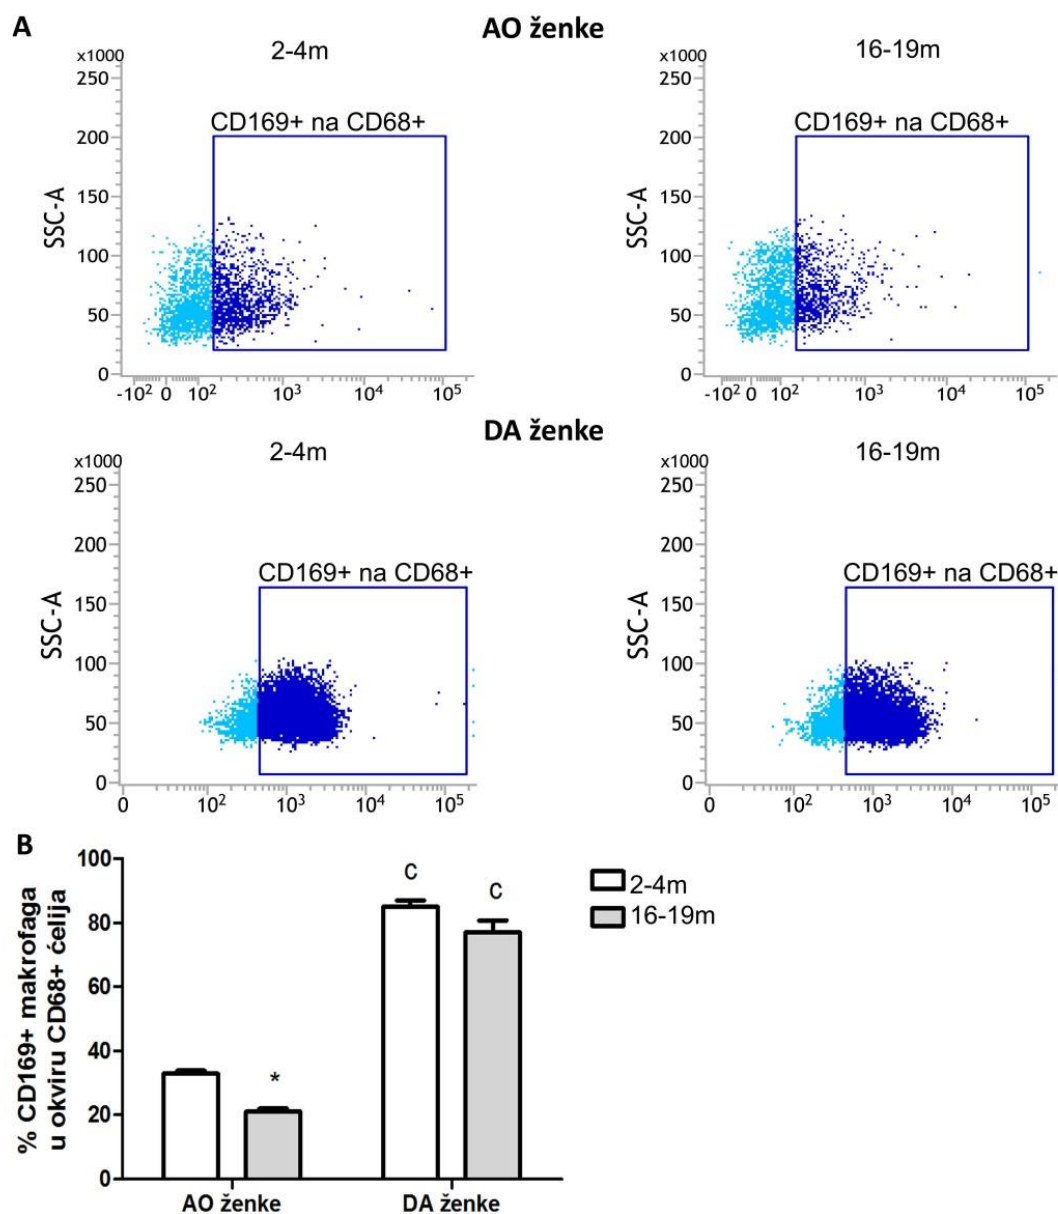 A
AO ženke
2-4m
16-19m
x1000
250
200
150
100
50
0
SSC-A
CD169+ na CD68+
-10² 0 10² 10³ 10⁴ 10⁵
x1000
250
200
150
100
50
0
SSC-A
CD169+ na CD68+
-10² 0 10² 10³ 10⁴ 10⁵
DA ženke
2-4m
16-19m
x1000
250
200
150
100
50
0
SSC-A
CD169+ na CD68+
0 10² 10³ 10⁴ 10⁵
x1000
250
200
150
100
50
0
SSC-A
CD169+ na CD68+
0 10² 10³ 10⁴ 10⁵
B
% CD169+ makrofaga
u okviru CD68+ ćelija
100
80
60
40
20
0
*
C
C
AO ženke
DA ženke
2-4m
16-19m